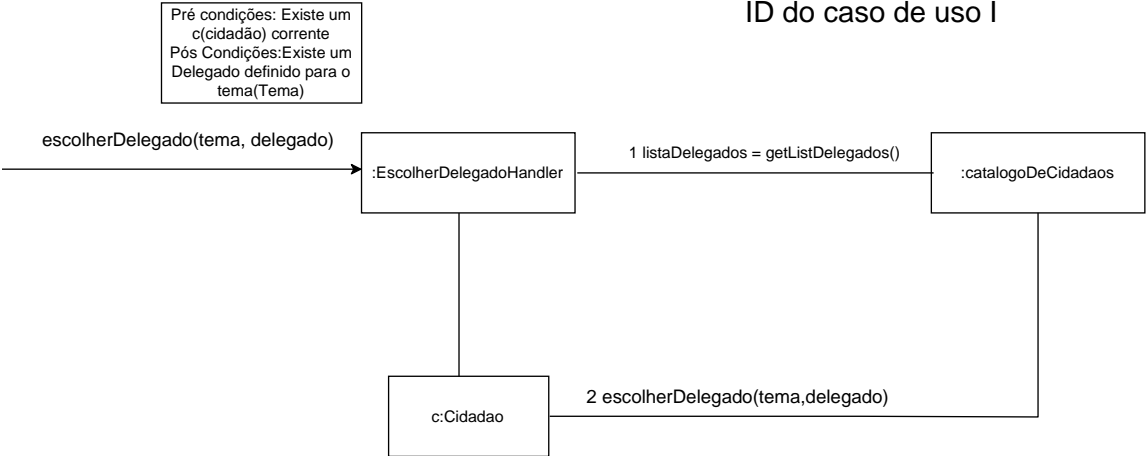 ID do caso de uso I
Pré condições: Existe um
c(cidadão) corrente
Pós Condições:Existe um
Delegado definido para o
tema(Tema)
escolherDelegado(tema, delegado)
:EscolherDelegadoHandler
1 listaDelegados = getListDelegados()
:catalogoDeCidadaos
2 escolherDelegado(tema,delegado)
c:Cidadao